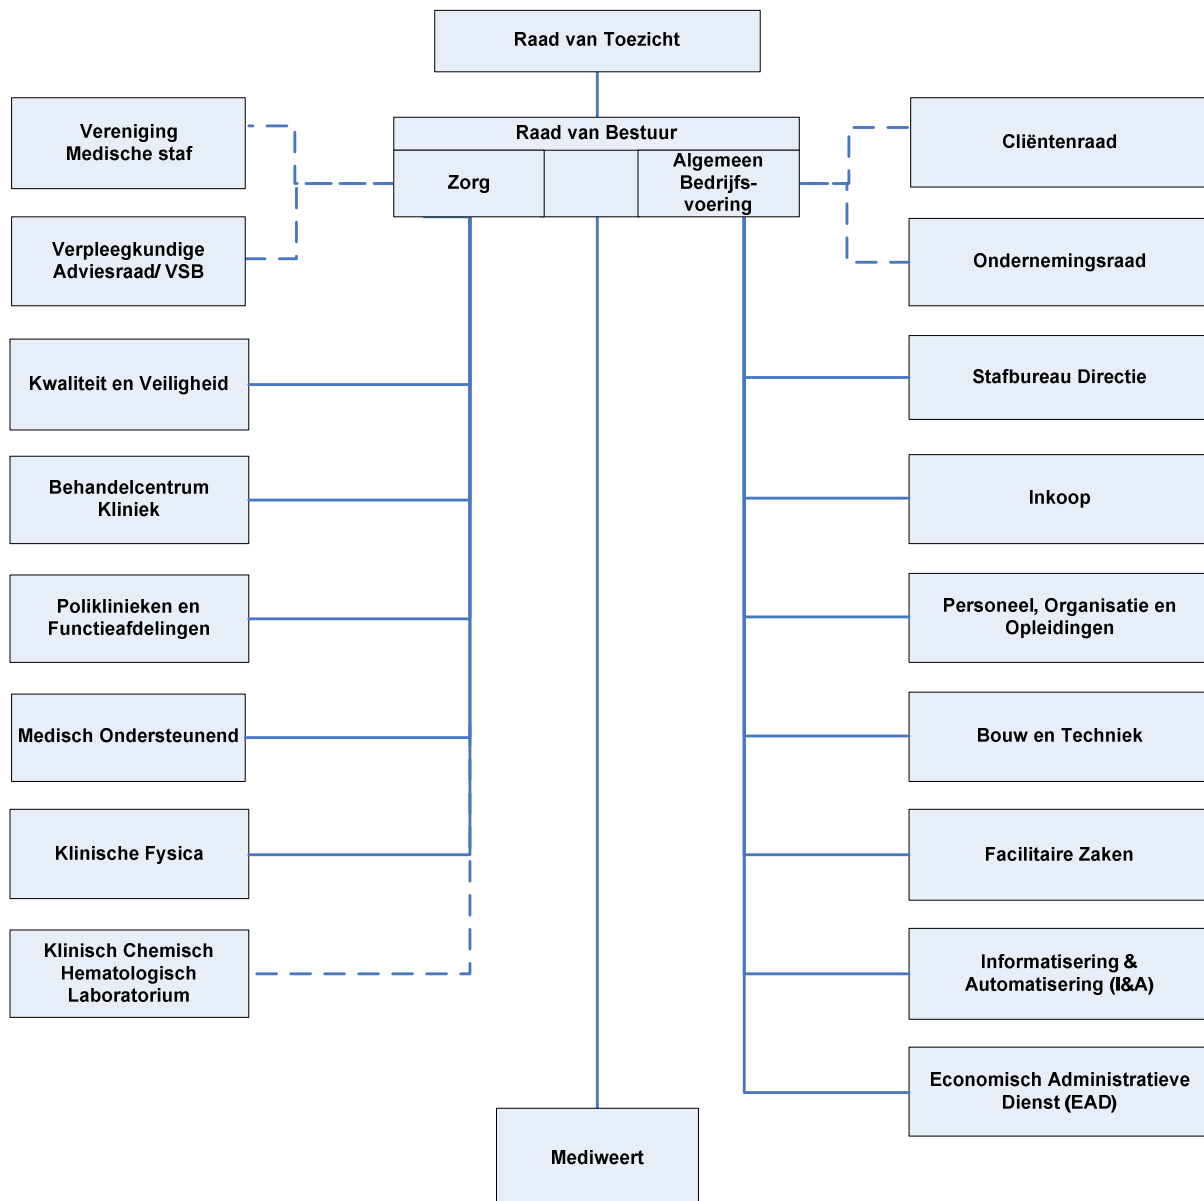 Raad van Toezicht
Raad van Bestuur
Zorg
Algemeen
Bedrijfs-
voering
Vereniging
Medische staf
Verpleegkundige
Adviesraad/ VSB
Kwaliteit en Veiligheid
Behandelcentrum
Kliniek
Poliklinieken en
Functieafdelingen
Medisch Ondersteunend
Klinische Fysica
Klinisch Chemisch
Hematologisch
Laboratorium
Cliëntenraad
Ondernemingsraad
Stafbureau Directie
Inkoop
Personeel, Organisatie en
Opleidingen
Bouw en Techniek
Facilitaire Zaken
Informatisering &
Automatisering (I&A)
Economisch Administratieve
Dienst (EAD)
Mediweert